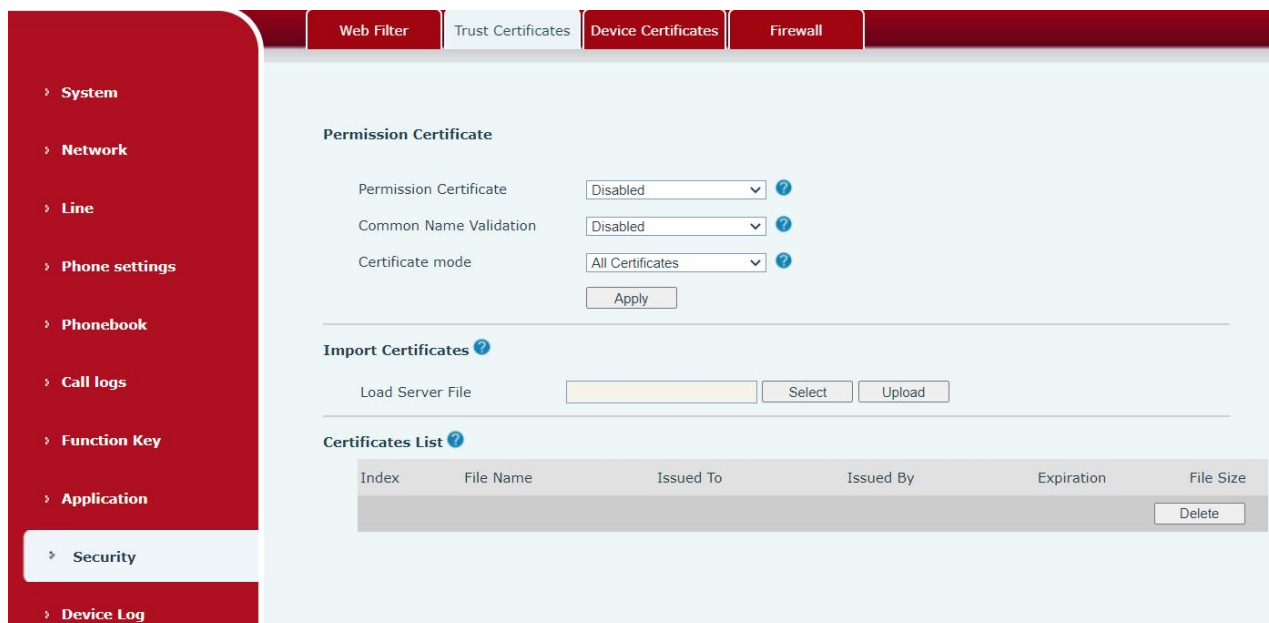 Web Filter Trust Certificates Device Certificates Firewall
System
Network
Line
Phone settings
Phonebook
Call logs
Function Key
Application
Security
Device Log
Permission Certificate
Permission Certificate Disabled ?
Common Name Validation Disabled ?
Certificate mode All Certificates ?
Apply
Import Certificates ?
Load Server File Select Upload
Certificates List ?
Index File Name Issued To Issued By Expiration File Size
Delete